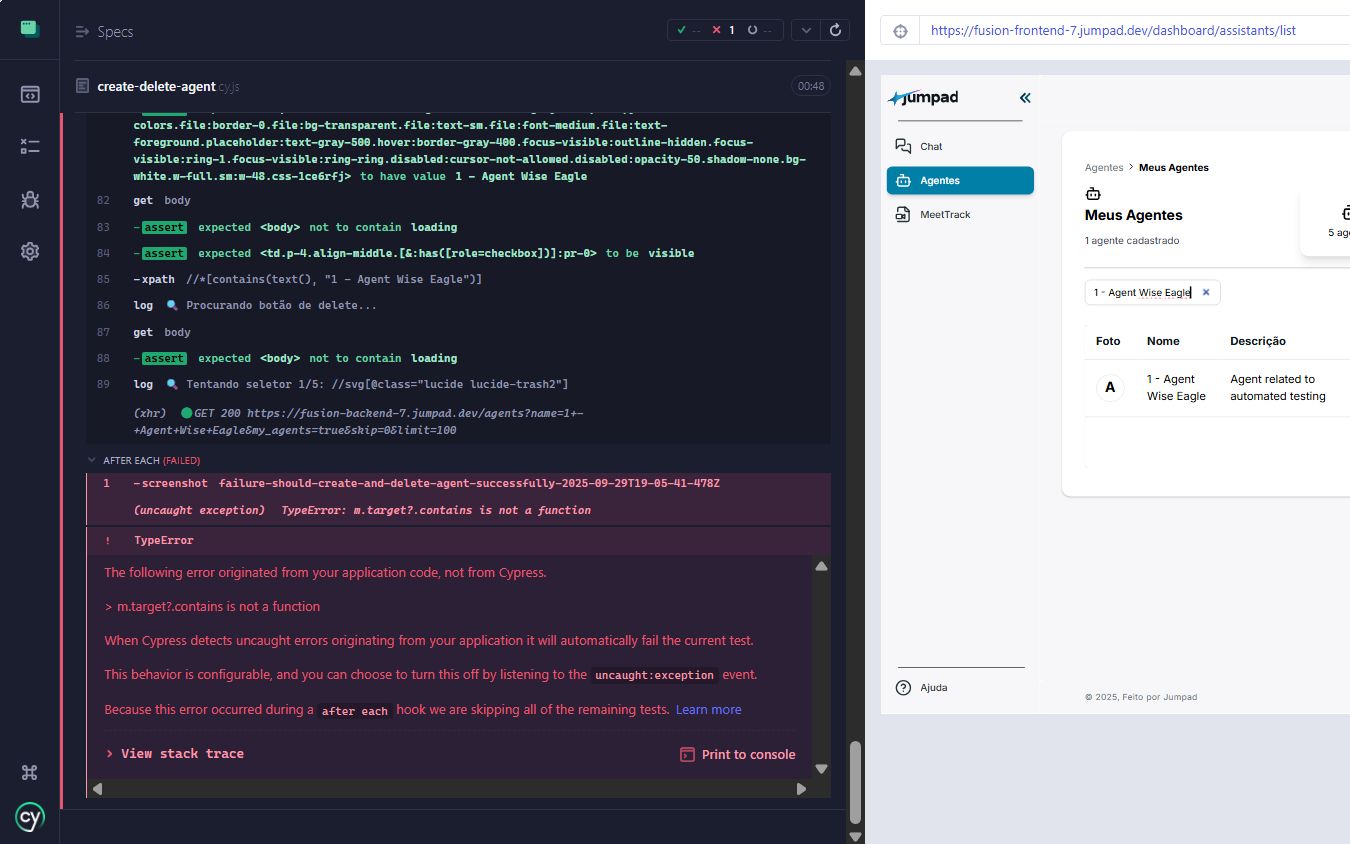 Specs
-- 1 --
create-delete-agent.cy.js
00:48
colors.file:border-0.file:bg-transparent.file:text-sm.file:font-medium.file:text-
foreground.placeholder:text-gray-500.hover:border-gray-400.focus-visible:outline-hidden.focus-
visible:ring-1.focus-visible:ring-ring.disabled:cursor-not-allowed.disabled:opacity-50.shadow-none.bg-
white.w-full.sm:w-48.css-1ce6rfj> to have value 1 - Agent Wise Eagle
82 get body
83 -assert expected <body> not to contain loading
84 -assert expected <td.p-4.align-middle.[&:has([role=checkbox])]:pr-0> to be visible
85 -xpath //*[contains(text(), "1 - Agent Wise Eagle")]
86 log 🔍 Procurando botão de delete...
87 get body
88 -assert expected <body> not to contain loading
89 log 🔍 Tentando seletor 1/5: //svg[@class="lucide lucide-trash2"]
(xhr) GET 200 https://fusion-backend-7.jumpad.dev/agents?name=1+-
+Agent+Wise+Eagle&my_agents=true&skip=0&limit=100
AFTER EACH (FAILED)
1 -screenshot failure-should-create-and-delete-agent-successfully-2025-09-29T19-05-41-478Z
(uncaught exception) TypeError: m.target?.contains is not a function
! TypeError
The following error originated from your application code, not from Cypress.
> m.target?.contains is not a function
When Cypress detects uncaught errors originating from your application it will automatically fail the current test.
This behavior is configurable, and you can choose to turn this off by listening to the uncaught:exception event.
Because this error occurred during a after each hook we are skipping all of the remaining tests. Learn more
> View stack trace
Print to console
cy
https://fusion-frontend-7.jumpad.dev/dashboard/assistants/list
jumpad
Chat
Agentes
MeetTrack
Ajuda
Agentes > Meus Agentes
Meus Agentes
1 agente cadastrado
1 - Agent Wise Eagle
Foto Nome Descrição
A
1 - Agent
Wise Eagle
Agent related to
automated testing
© 2025, Feito por Jumpad